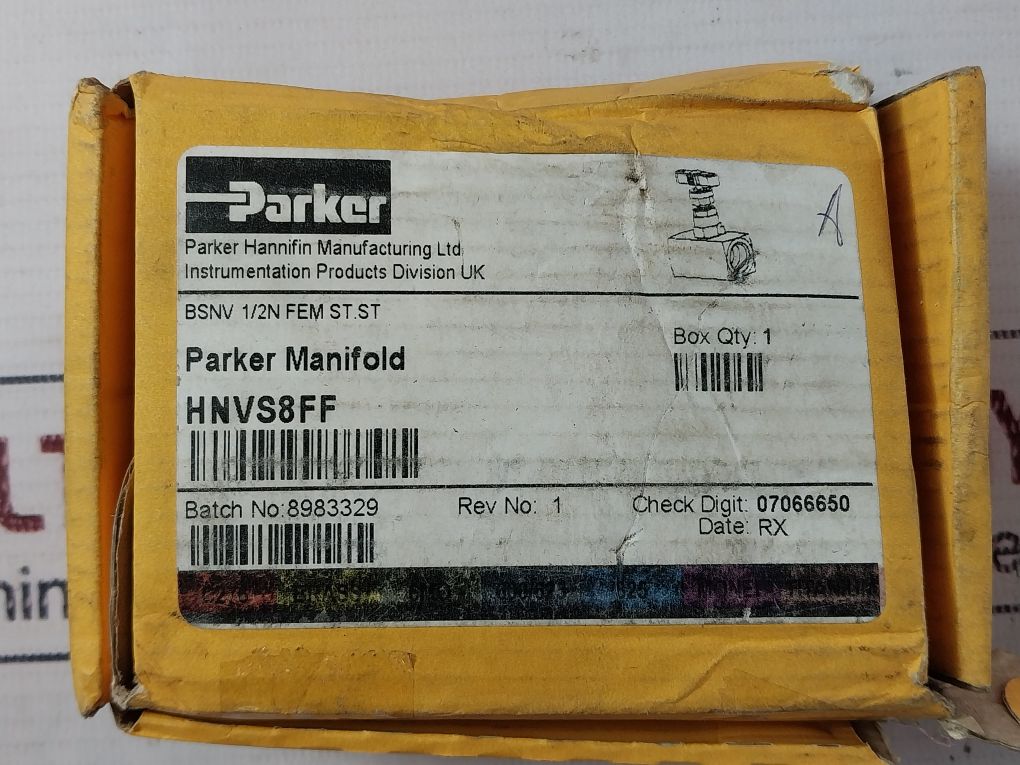 Parker
Parker Hannifin Manufacturing Ltd
Instrumentation Products Division UK
A
BSNV 1/2N FEM ST.ST
Parker Manifold
Box Qty: 1
HNVS8FF
Batch No:8983329
Rev No: 1
Check Digit: 07066650
Date: RX